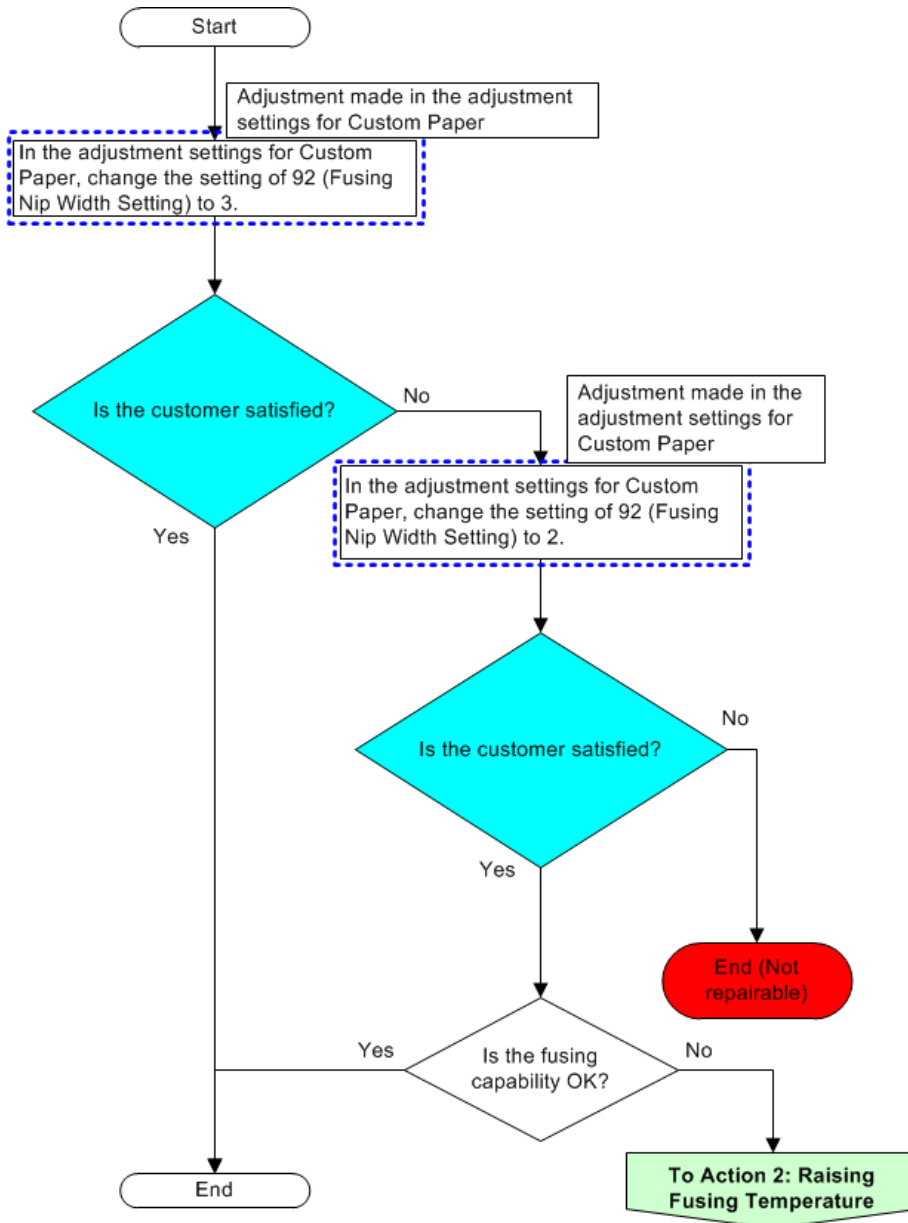 Start
Adjustment made in the adjustment
settings for Custom Paper
In the adjustment settings for Custom
Paper, change the setting of 92 (Fusing
Nip Width Setting) to 3.
Is the customer satisfied?
No
Yes
Adjustment made in the
adjustment settings for
Custom Paper
In the adjustment settings for Custom
Paper, change the setting of 92 (Fusing
Nip Width Setting) to 2.
Is the customer satisfied?
No
Yes
End (Not
repairable)
Is the fusing
capability OK?
Yes
No
End
To Action 2: Raising
Fusing Temperature